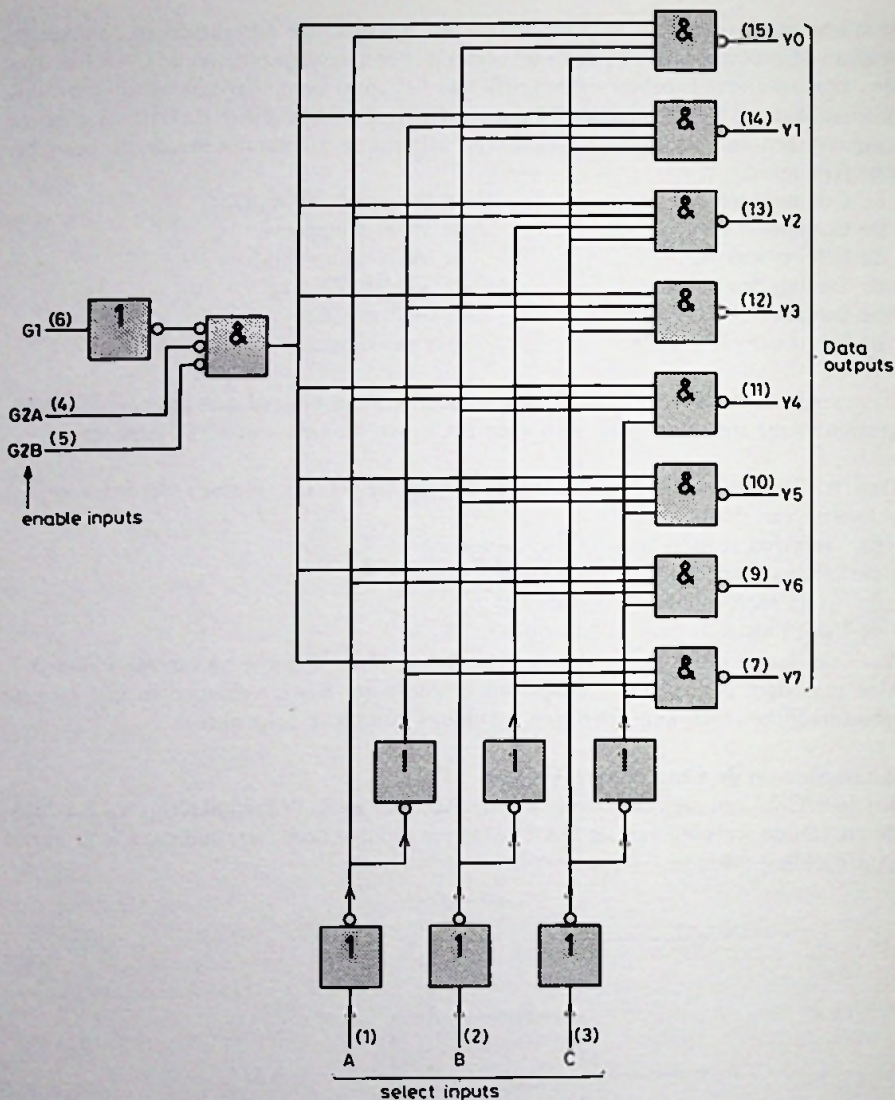 & (15) Y0
& (14) Y1
& (13) Y2
& (12) Y3
& (11) Y4
& (10) Y5
& (9) Y6
& (7) Y7
Data
outputs
G1 (6) 1 &
G2A (4)
G2B (5)
enable inputs
1 1 1
1 1 1
(1) (2) (3)
A B C
select inputs